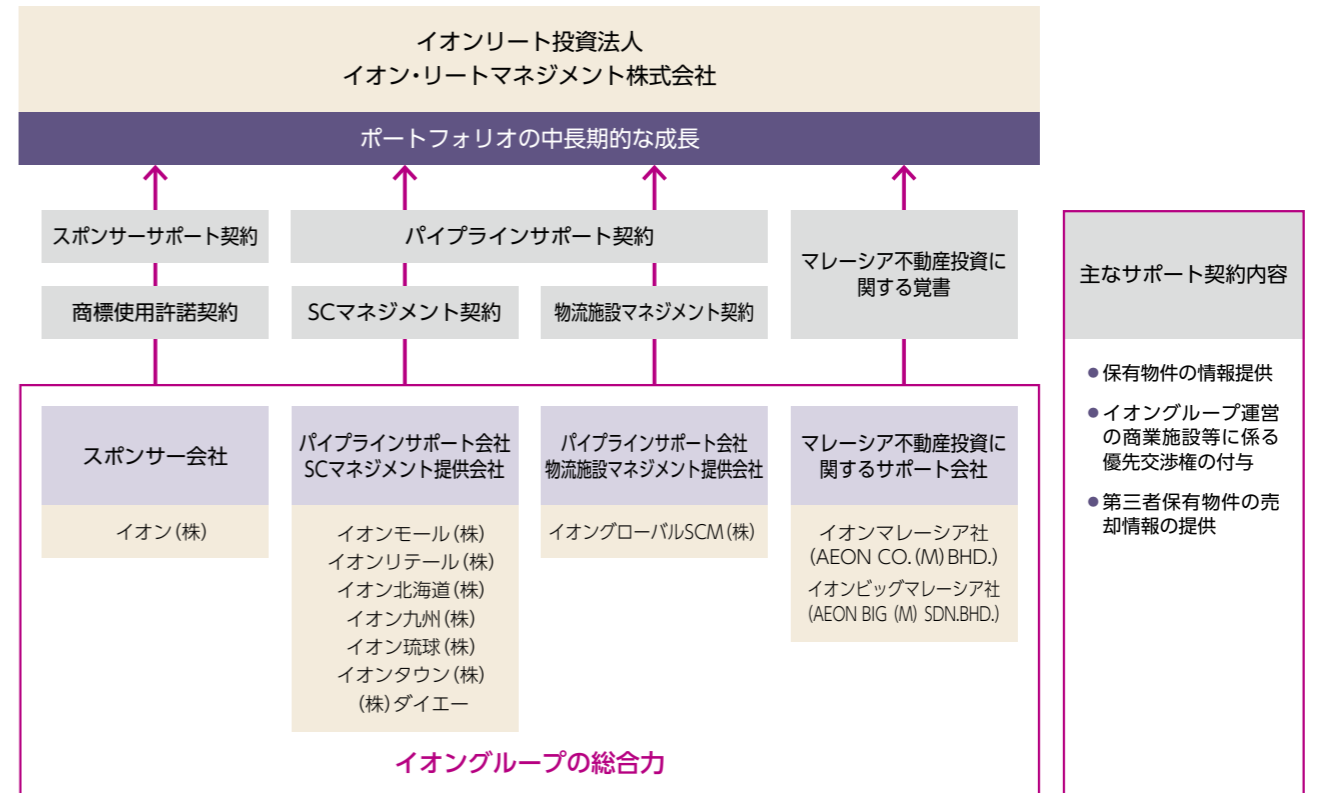 イオンリート投資法人
イオン・リートマネジメント株式会社
ポートフォリオの中長期的な成長
スポンサーサポート契約
パイプラインサポート契約
マレーシア不動産投資に
関する覚書
商標使用許諾契約
SCマネジメント契約
物流施設マネジメント契約
スポンサー会社
イオン(株)
パイプラインサポート会社
SCマネジメント提供会社
イオンモール(株)
イオンリテール(株)
イオン北海道(株)
イオン九州(株)
イオン琉球(株)
イオンタウン(株)
(株)ダイエー
パイプラインサポート会社
物流施設マネジメント提供会社
イオングローバルSCM(株)
マレーシア不動産投資に
関するサポート会社
イオンマレーシア社
(AEON CO.(M)BHD.)
イオンビッグマレーシア社
(AEON BIG (M) SDN.BHD.)
イオングループの総合力
主なサポート契約内容
●保有物件の情報提供
●イオングループ運営
の商業施設等に係る
優先交渉権の付与
●第三者保有物件の売
却情報の提供